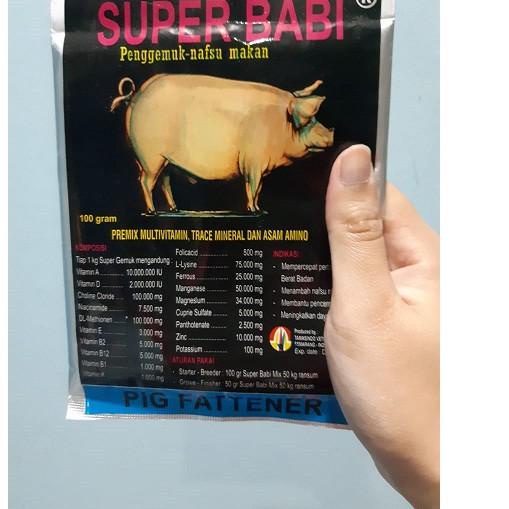 SUPER BABI
®
Penggemuk-nafsu makan
100 gram
PREMIX MULTIVITAMIN, TRACE MINERAL DAN ASAM AMINO
KOMPOSISI
Tiap 1 kg Super Gemuk mengandung :
Vitamin A 10.000.000 IU
Vitamin D 2.000.000 IU
Choline Cloride 100.000 mg
Niacinamide 7.500 mg
DL-Methionen 100.000 mg
Vitamin E 3.000 mg
Vitamin B2 5.000 mg
Vitamin B12 5.000 mg
Vitamin B1 1.000 mg
1.000 mg
Folicacid 500 mg
L-Lysine 75.000 mg
Ferrous 25.000 mg
Manganese 50.000 mg
Magnesium 34.000 mg
Cuprie Sulfate 5.000 mg
Panthotenate 2.500 mg
Zinc 10.000 mg
Potassium 100 mg
INDIKASI
- Mempercepat
Berat Badan
- Menambah nafsu
- Membantu
- Meningkatkan
Produced by :
Exp. date
ATURAN PAKAI
- Starter - Breeder : 100 gr Super Babi Mix 50 kg ransum
- Grower - Finisher : 50 gr Super Babi Mix 50 kg ransum
PIG FATTENER